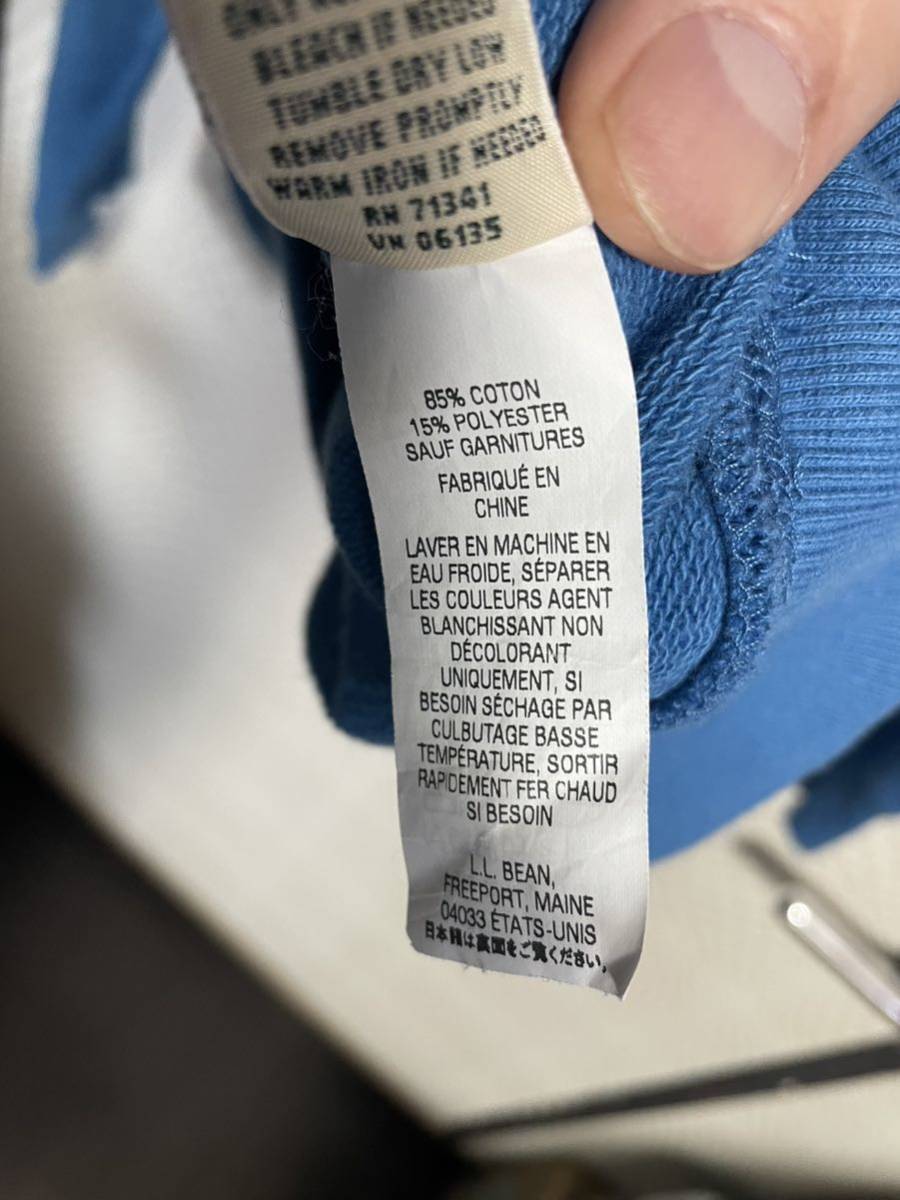 ONLY
BLEACH IF NEEDED
TUMBLE DRY LOW
REMOVE PROMPTLY
WARM IRON IF NEEDED
RN 71341
VN 06135
85% COTON
15% POLYESTER
SAUF GARNITURES
FABRIQUÉ EN
CHINE
LAVER EN MACHINE EN
EAU FROIDE, SÉPARER
LES COULEURS AGENT
BLANCHISSANT NON
DÉCOLORANT
UNIQUEMENT, SI
BESOIN SÉCHAGE PAR
CULBUTAGE BASSE
TEMPÉRATURE, SORTIR
RAPIDEMENT FER CHAUD
SI BESOIN
L.L. BEAN,
FREEPORT, MAINE
04033 ÉTATS-UNIS
日本語は裏面をご覧ください。